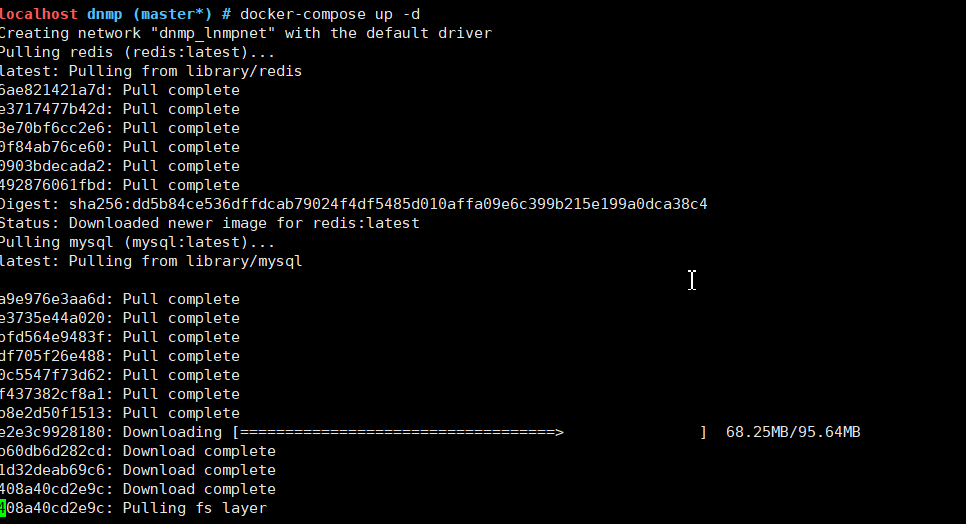 localhost dnmp (master*) # docker-compose up -d
Creating network "dnmp_lnmpnet" with the default driver
Pulling redis (redis:latest)...
latest: Pulling from library/redis
6ae821421a7d: Pull complete
e3717477b42d: Pull complete
8e70bf6cc2e6: Pull complete
0f84ab76ce60: Pull complete
0903bdecada2: Pull complete
492876061fbd: Pull complete
Digest: sha256:dd5b84ce536dffdcab79024f4df5485d010affa09e6c399b215e199a0dca38c4
Status: Downloaded newer image for redis:latest
Pulling mysql (mysql:latest)...
latest: Pulling from library/mysql
a9e976e3aa6d: Pull complete
e3735e44a020: Pull complete
bfd564e9483f: Pull complete
df705f26e488: Pull complete
0c5547f73d62: Pull complete
f437382cf8a1: Pull complete
b8e2d50f1513: Pull complete
e2e3c9928180: Downloading [===================================>               ]  68.25MB/95.64MB
b60db6d282cd: Download complete
1d32deab69c6: Download complete
408a40cd2e9c: Download complete
408a40cd2e9c: Pulling fs layer